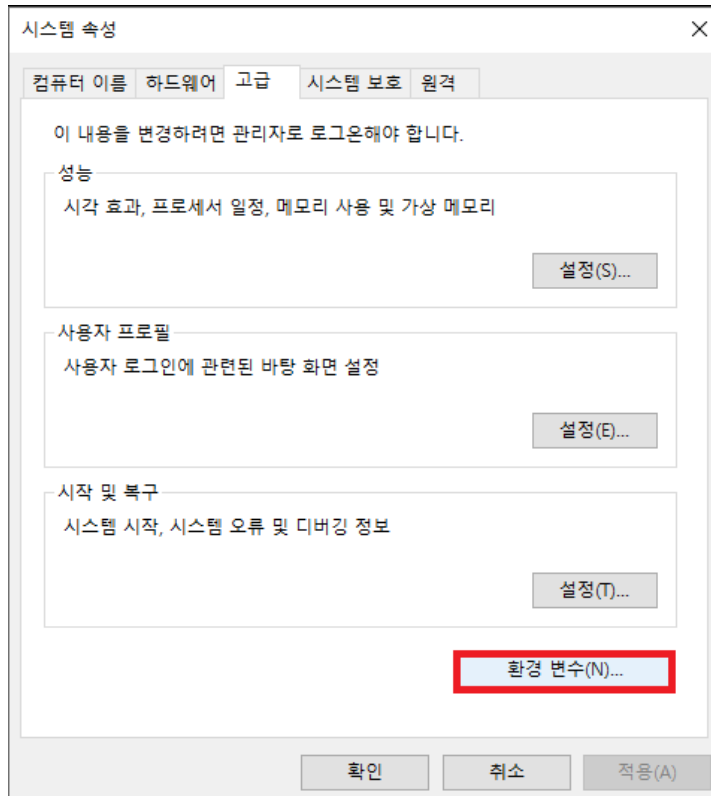 시스템 속성
컴퓨터 이름 하드웨어 고급 시스템 보호 원격
이 내용을 변경하려면 관리자로 로그온해야 합니다.
성능
시각 효과, 프로세서 일정, 메모리 사용 및 가상 메모리
설정(S)...
사용자 프로필
사용자 로그인에 관련된 바탕 화면 설정
설정(E)...
시작 및 복구
시스템 시작, 시스템 오류 및 디버깅 정보
설정(T)...
환경 변수(N)...
확인 취소 적용(A)